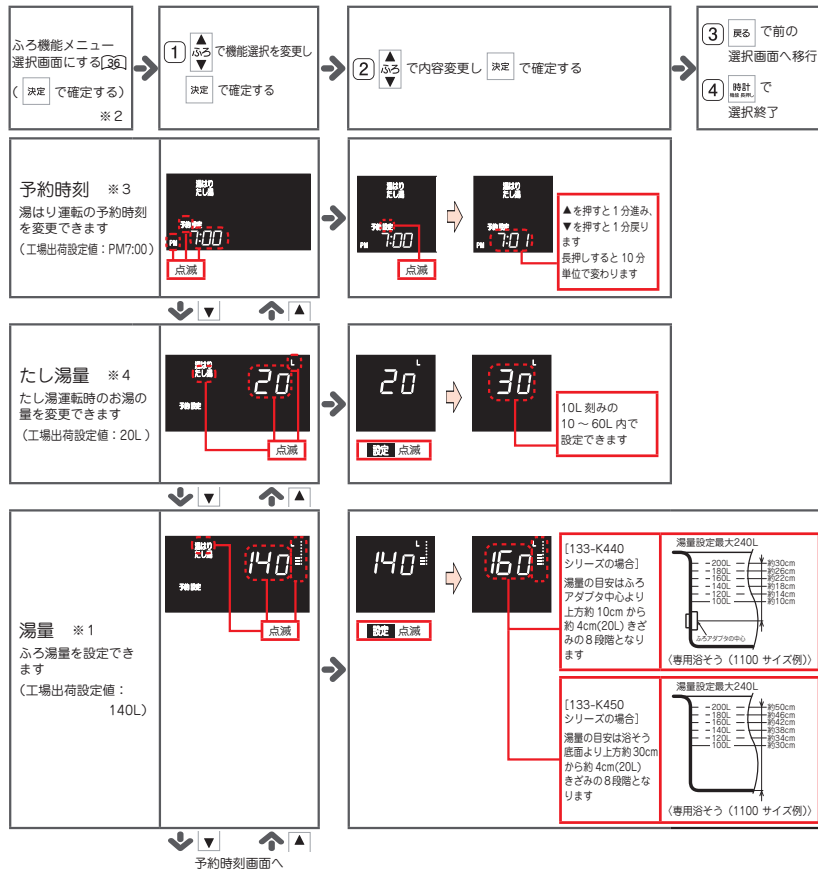 ふろ機能メニュー
選択画面にする 36
( 決定 で確定する)
※2
1 ▲ ふろ ▼ で機能選択を変更し
決定 で確定する
2 ▲ ふろ ▼ で内容変更し 決定 で確定する
3 戻る で前の
選択画面へ移行
4 時計 で
選択終了
予約時刻 ※3
湯はり運転の予約時刻
を変更できます
(工場出荷設定値:PM7:00)
湯はり
たし湯
予約 設定
PM 7:00
点滅
湯はり
たし湯
予約 設定
PM 7:00
点滅
湯はり
たし湯
予約 設定
PM 7:01
▲を押すと1分進み、
▼を押すと1分戻り
ます
長押しすると10分
単位で変わります
▼ ▲
たし湯量 ※4
たし湯運転時のお湯の
量を変更できます
(工場出荷設定値:20L)
湯はり
たし湯
20 L
予約 設定
点滅
20 L
設定 点滅
30 L
10L 刻みの
10 ~ 60L 内で
設定できます
▼ ▲
湯量 ※1
ふろ湯量を設定でき
ます
(工場出荷設定値:
140L)
湯はり
たし湯
140 L
予約 設定
点滅
140 L
設定 点滅
160 L
[133-K440
シリーズの場合]
湯量の目安はふろ
アダプタ中心より
上方約 10cm から
約 4cm(20L) きざ
みの8段階となり
ます
湯量設定最大240L
200L 約30cm
180L 約26cm
160L 約22cm
140L 約18cm
120L 約14cm
100L 約10cm
ふろアダプタの中心
〈専用浴そう(1100 サイズ例)〉
[133-K450
シリーズの場合]
湯量の目安は浴そう
底面より上方約30cm
から約 4cm(20L)
きざみの8段階とな
ります
湯量設定最大240L
200L 約50cm
180L 約46cm
160L 約42cm
140L 約38cm
120L 約34cm
100L 約30cm
〈専用浴そう(1100 サイズ例)〉
▼ ▲
予約時刻画面へ